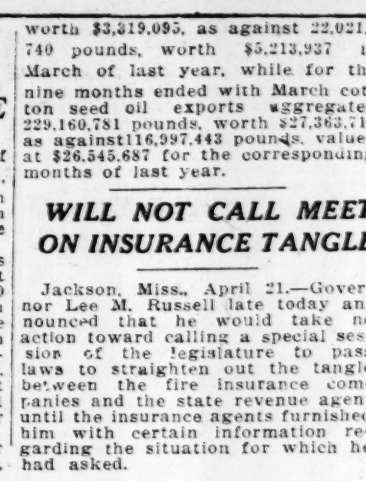 worth $3,319,095, as against 22,021,
740 pounds, worth $5,213,937 i
March of last year, while for th
nine months ended with March cot
ton seed oil exports aggregate
229,160,781 pounds, worth $27,363,71
as against116,997,443 pounds, value
at $26,545,687 for the corresponding
months of last year.
WILL NOT CALL MEET
ON INSURANCE TANGLE
Jackson, Miss., April 21.—Gover
nor Lee M. Russell late today an
nounced that he would take no
action toward calling a special ses
sion of the legislature to pass
laws to straighten out the tangle
between the fire insurance com
panies and the state revenue agent
until the insurance agents furnished
him with certain information re
garding the situation for which he
had asked.